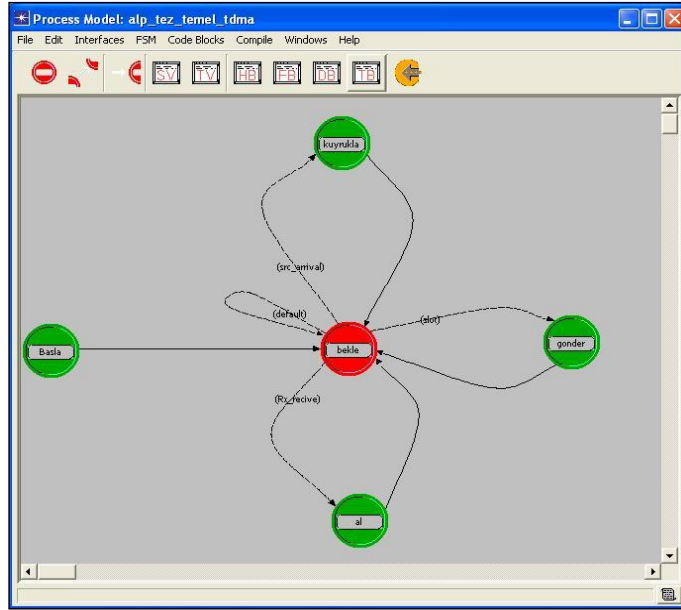 Process Model: alp_tez_temel_tdma
File Edit Interfaces FSM Code Blocks Compile Windows Help
SV TV HB FB DB TB
kuyrukla
(src_arrival)
(default)
(slot)
Basla
bekle
gonder
(Rx_recive)
al